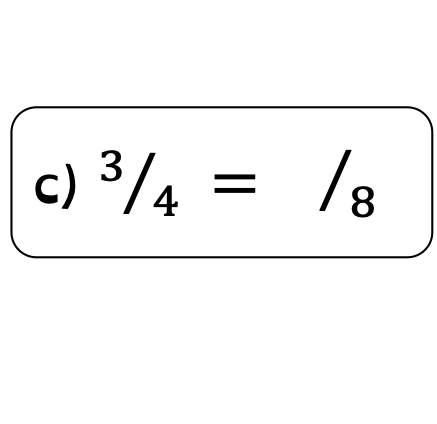 c) ³/₄ = /₈